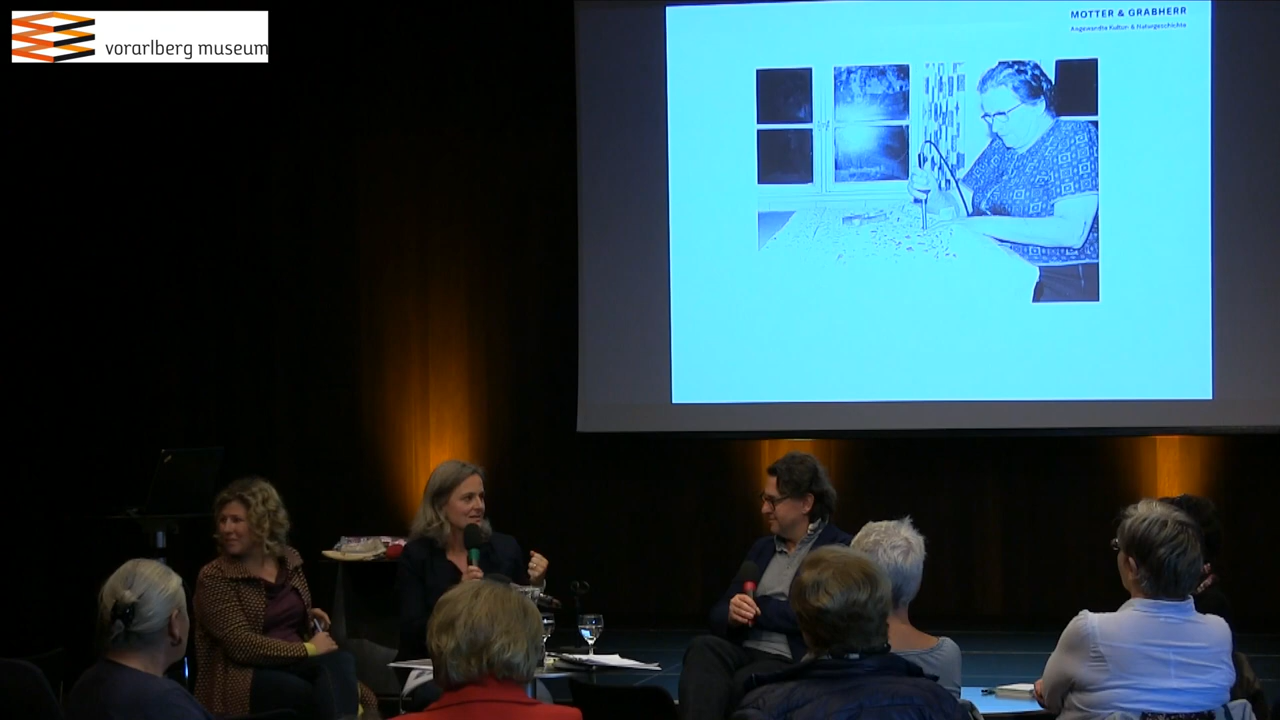 vorarlberg museum
MOTTER & GRABHERR
Angewandte Kultur- & Naturgeschichte